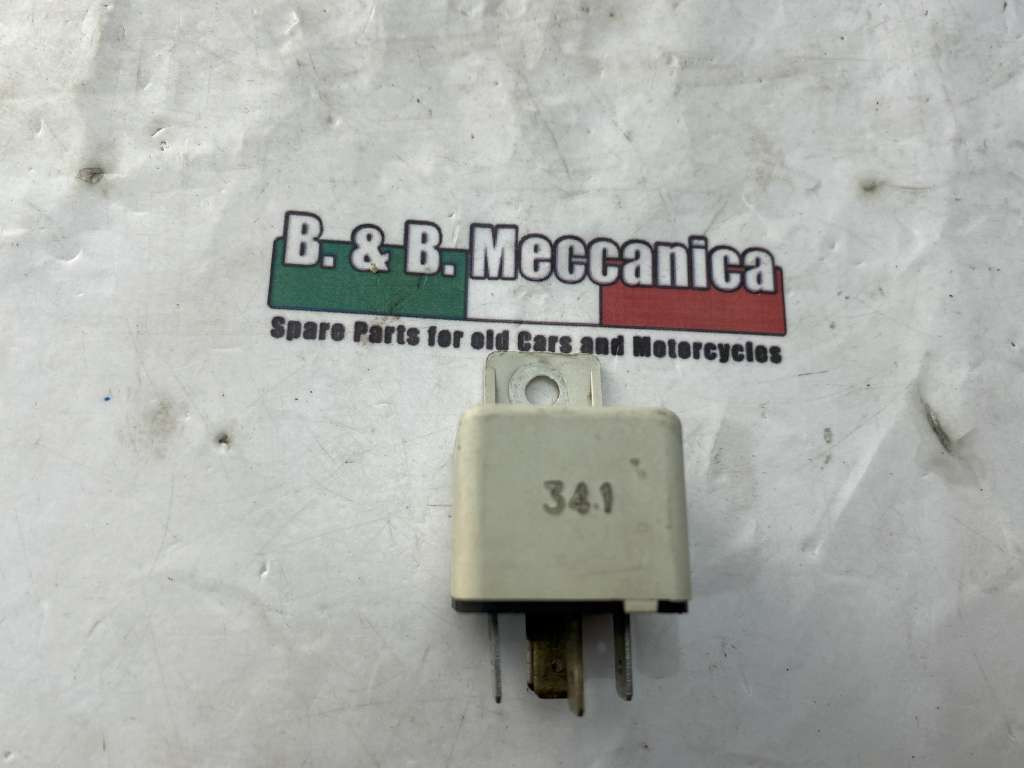 B. & B. Meccanica
Spare Parts for old Cars and Motorcycles
341